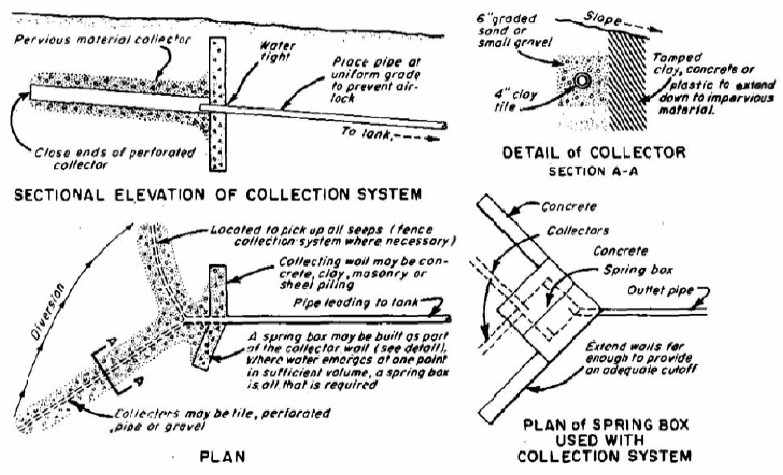 Pervious material collector
Water
tight
Place pipe at
uniform grade
to prevent air-
lock
To tank
Close ends of perforated
collector
SECTIONAL ELEVATION OF COLLECTION SYSTEM
6" graded
sand or
small gravel
Slope
4" clay
tile
Tamped
clay, concrete or
plastic to extend
down to impervious
material.
DETAIL of COLLECTOR
SECTION A-A
Located to pick up all seeps (fence
collection system where necessary)
Collecting wall may be con-
crete, clay, masonry or
sheel piling
Pipe leading to tank
Diversion
A
A
A spring box may be built as part
of the collector wall (see detail).
Where water emerges at one point
in sufficient volume, a spring box
is all that is required
Collectors may be tile, perforated
pipe or gravel
PLAN
Concrete
Collectors
Concrete
Spring box
Outlet pipe
Extend walls far
enough to provide
an adequate cutoff
PLAN of SPRING BOX
USED WITH
COLLECTION SYSTEM